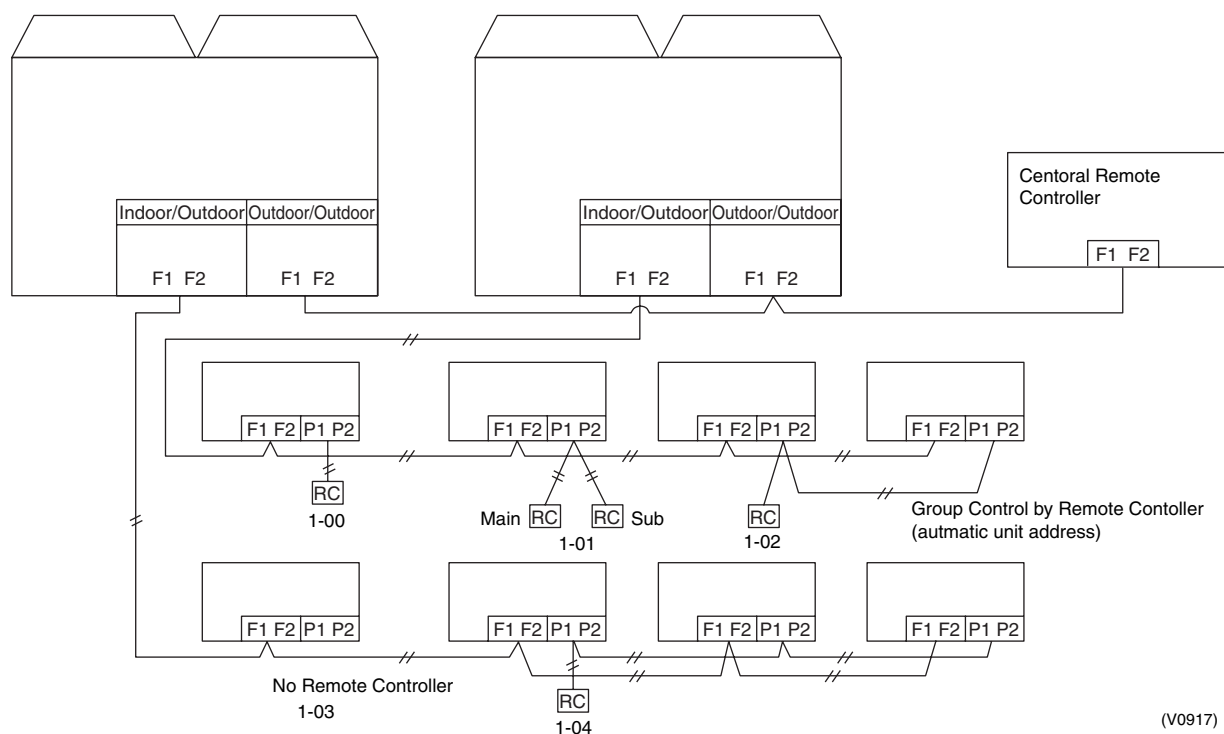 Indoor/Outdoor Outdoor/Outdoor
F1 F2 F1 F2
Indoor/Outdoor Outdoor/Outdoor
F1 F2 F1 F2
Centoral Remote
Controller
F1 F2
F1 F2 P1 P2
F1 F2 P1 P2
F1 F2 P1 P2
F1 F2 P1 P2
RC
1-00
Main RC RC Sub
1-01
RC
1-02
Group Control by Remote Contoller
(autmatic unit address)
F1 F2 P1 P2
F1 F2 P1 P2
F1 F2 P1 P2
F1 F2 P1 P2
No Remote Controller
1-03
RC
1-04
(V0917)